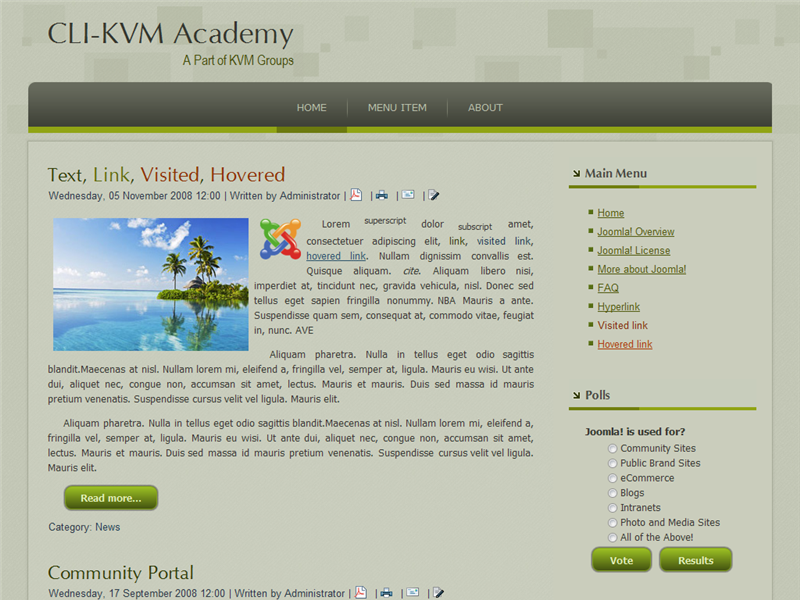 CLI-KVM Academy
A Part of KVM Groups
HOME
MENU ITEM
ABOUT
Text, Link, Visited, Hovered
Wednesday, 05 November 2008 12:00 | Written by Administrator | | | |
Lorem superscript dolor subscript amet,
consectetuer adipiscing elit, link, visited link,
hovered link. Nullam dignissim convallis est.
Quisque aliquam. cite. Aliquam libero nisi,
imperdiet at, tincidunt nec, gravida vehicula, nisl. Donec sed
tellus eget sapien fringilla nonummy. NBA Mauris a ante.
Suspendisse quam sem, consequat at, commodo vitae, feugiat
in, nunc. AVE
Aliquam pharetra. Nulla in tellus eget odio sagittis
blandit.Maecenas at nisl. Nullam lorem mi, eleifend a, fringilla vel, semper at, ligula. Mauris eu wisi. Ut ante
dui, aliquet nec, congue non, accumsan sit amet, lectus. Mauris et mauris. Duis sed massa id mauris
pretium venenatis. Suspendisse cursus velit vel ligula. Mauris elit.
Aliquam pharetra. Nulla in tellus eget odio sagittis blandit.Maecenas at nisl. Nullam lorem mi, eleifend a,
fringilla vel, semper at, ligula. Mauris eu wisi. Ut ante dui, aliquet nec, congue non, accumsan sit amet,
lectus. Mauris et mauris. Duis sed massa id mauris pretium venenatis. Suspendisse cursus velit vel ligula.
Mauris elit.
Read more...
Category: News
Community Portal
Wednesday, 17 September 2008 12:00 | Written by Administrator | | | |
Main Menu
Home
Joomla! Overview
Joomla! License
More about Joomla!
FAQ
Hyperlink
Visited link
Hovered link
Polls
Joomla! is used for?
Community Sites
Public Brand Sites
eCommerce
Blogs
Intranets
Photo and Media Sites
All of the Above!
Vote
Results